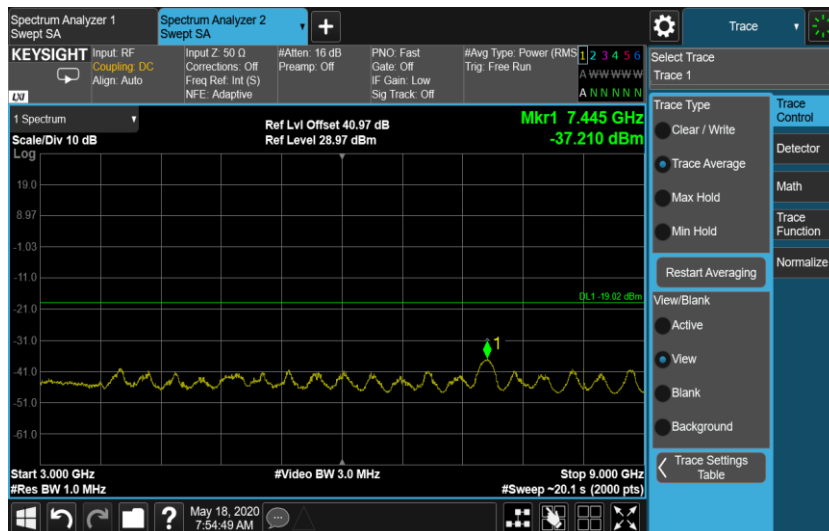 Spectrum Analyzer 1
Swept SA
Spectrum Analyzer 2
Swept SA
Trace
KEYSIGHT
LXI
Input: RF
Coupling: DC
Align: Auto
Input Z: 50 Ω
Corrections: Off
Freq Ref: Int (S)
NFE: Adaptive
#Atten: 16 dB
Preamp: Off
PNO: Fast
Gate: Off
IF Gain: Low
Sig Track: Off
#Avg Type: Power (RMS
Trig: Free Run
1 2 3 4 5 6
A W W W W W
A N N N N N
Select Trace
Trace 1
1 Spectrum
Scale/Div 10 dB
Log
Ref Lvl Offset 40.97 dB
Ref Level 28.97 dBm
Mkr1 7.445 GHz
-37.210 dBm
19.0
8.97
-1.03
-11.0
-21.0
-31.0
-41.0
-51.0
-61.0
DL1 -19.02 dBm
1
Start 3.000 GHz
#Res BW 1.0 MHz
#Video BW 3.0 MHz
Stop 9.000 GHz
#Sweep ~20.1 s (2000 pts)
Trace Type
Clear / Write
Trace Average
Max Hold
Min Hold
Restart Averaging
View/Blank
Active
View
Blank
Background
Trace Settings
Table
Trace
Control
Detector
Math
Trace
Function
Normalize
?
May 18, 2020
7:54:49 AM